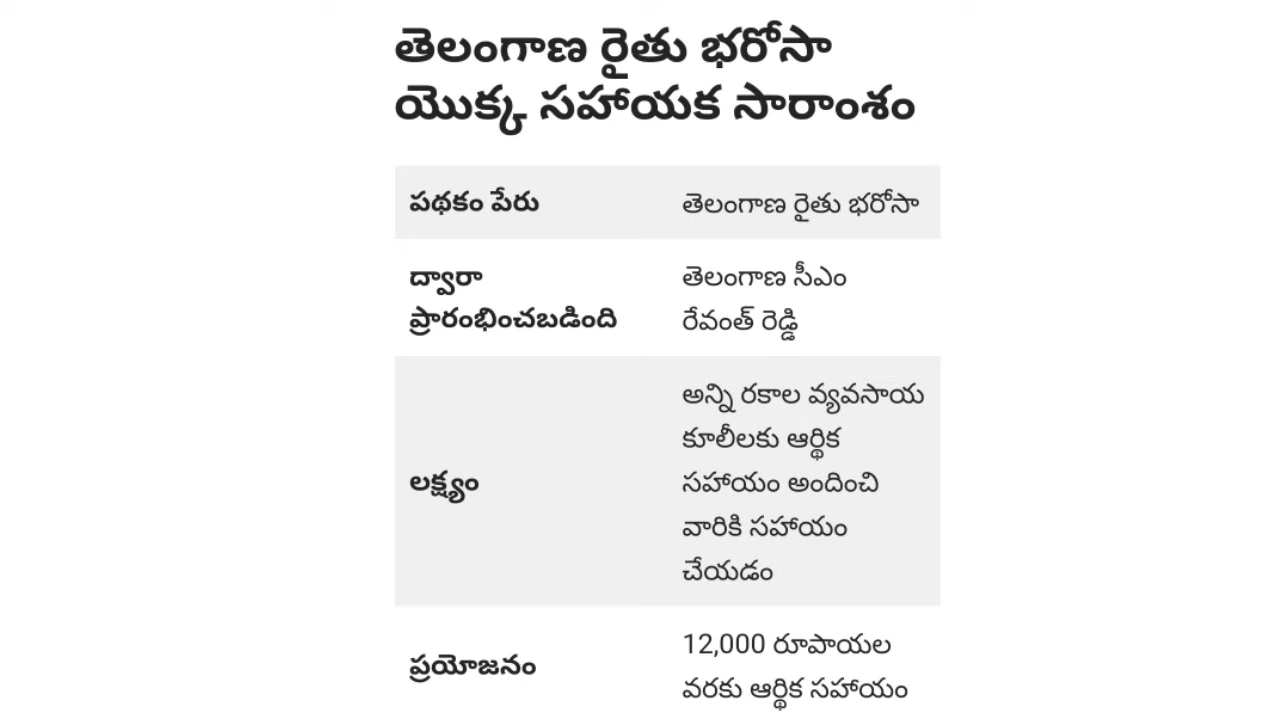 తెలంగాణ రైతు భరోసా
యొక్క సహాయక సారాంశం
పథకం పేరు
తెలంగాణ రైతు భరోసా
ద్వారా
ప్రారంభించబడింది
తెలంగాణ సీఎం
రేవంత్ రెడ్డి
లక్ష్యం
అన్ని రకాల వ్యవసాయ
కూలీలకు ఆర్థిక
సహాయం అందించి
వారికి సహాయం
చేయడం
ప్రయోజనం
12,000 రూపాయల
వరకు ఆర్థిక సహాయం